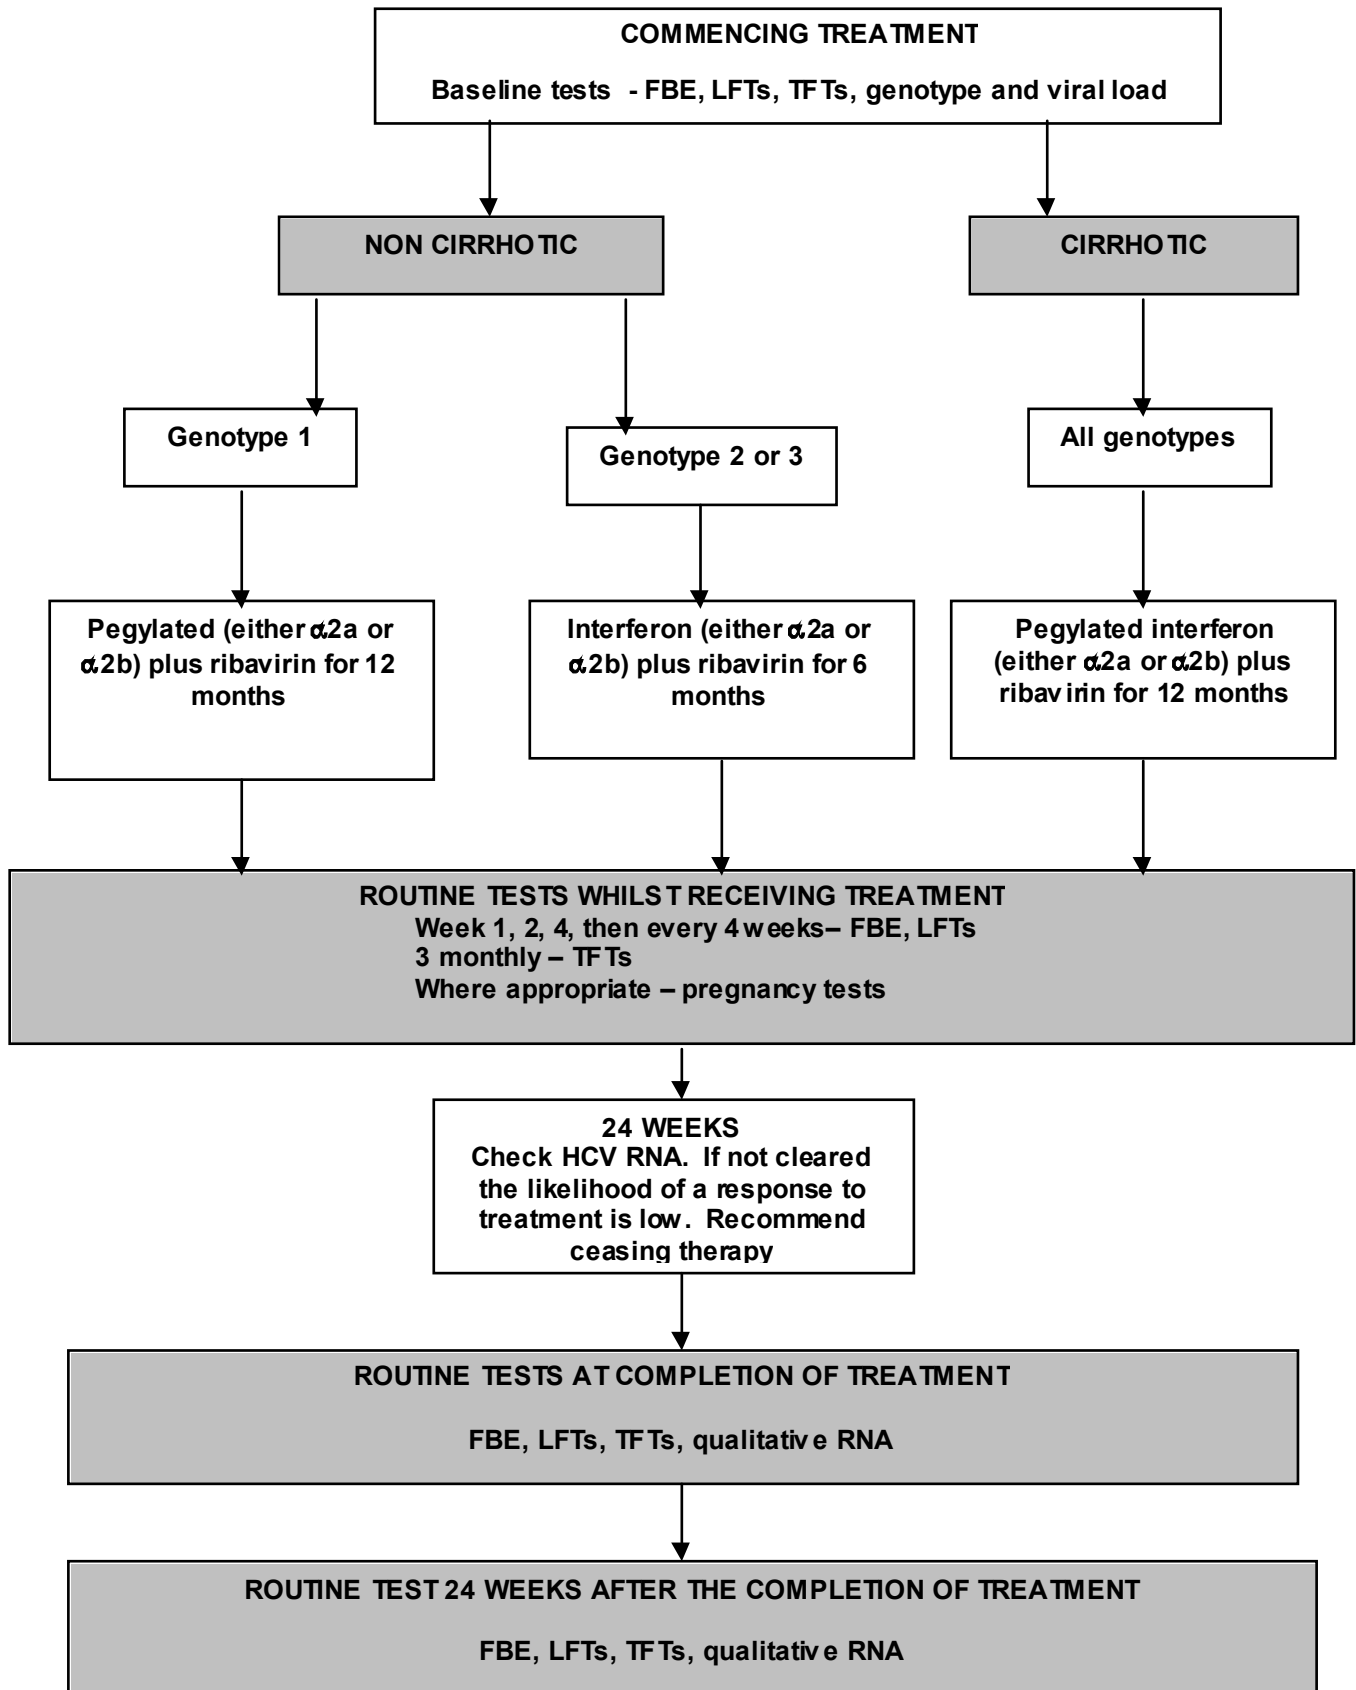 COMMENCING TREATMENT
Baseline tests - FBE, LFTs, TFTs, genotype and viral load
NON CIRRHOTIC
CIRRHOTIC
Genotype 1
Genotype 2 or 3
All genotypes
Pegylated (either α2a or
α2b) plus ribavirin for 12
months
Interferon (either α2a or
α2b) plus ribavirin for 6
months
Pegylated interferon
(either α2a or α2b) plus
ribavirin for 12 months
ROUTINE TESTS WHILST RECEIVING TREATMENT
Week 1, 2, 4, then every 4 weeks– FBE, LFTs
3 monthly – TFTs
Where appropriate – pregnancy tests
24 WEEKS
Check HCV RNA. If not cleared
the likelihood of a response to
treatment is low. Recommend
ceasing therapy
ROUTINE TESTS AT COMPLETION OF TREATMENT
FBE, LFTs, TFTs, qualitative RNA
ROUTINE TEST 24 WEEKS AFTER THE COMPLETION OF TREATMENT
FBE, LFTs, TFTs, qualitative RNA